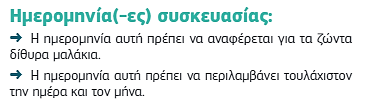 Ημερομηνία(-ες) συσκευασίας:
➜ Η ημερομηνία αυτή πρέπει να αναφέρεται για τα ζώντα
δίθυρα μαλάκια.
➜ Η ημερομηνία αυτή πρέπει να περιλαμβάνει τουλάχιστον
την ημέρα και τον μήνα.